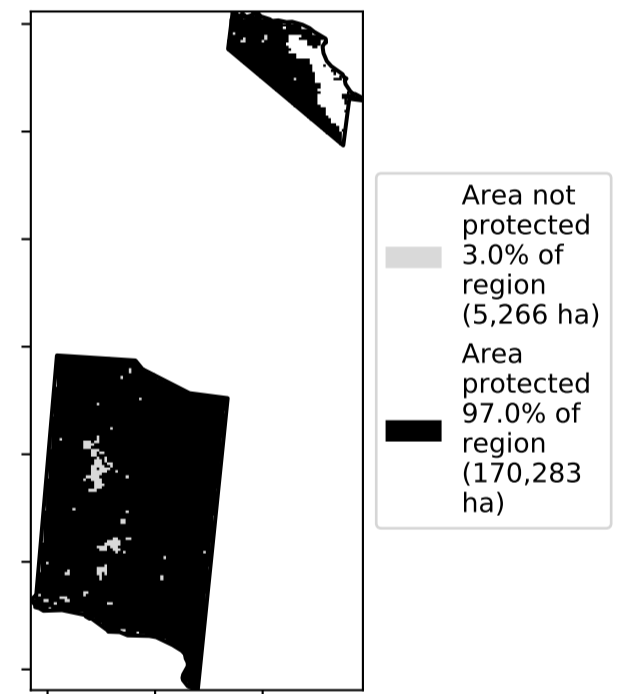 Area not
protected
3.0% of
region
(5,266 ha)
Area
protected
97.0% of
region
(170,283
ha)